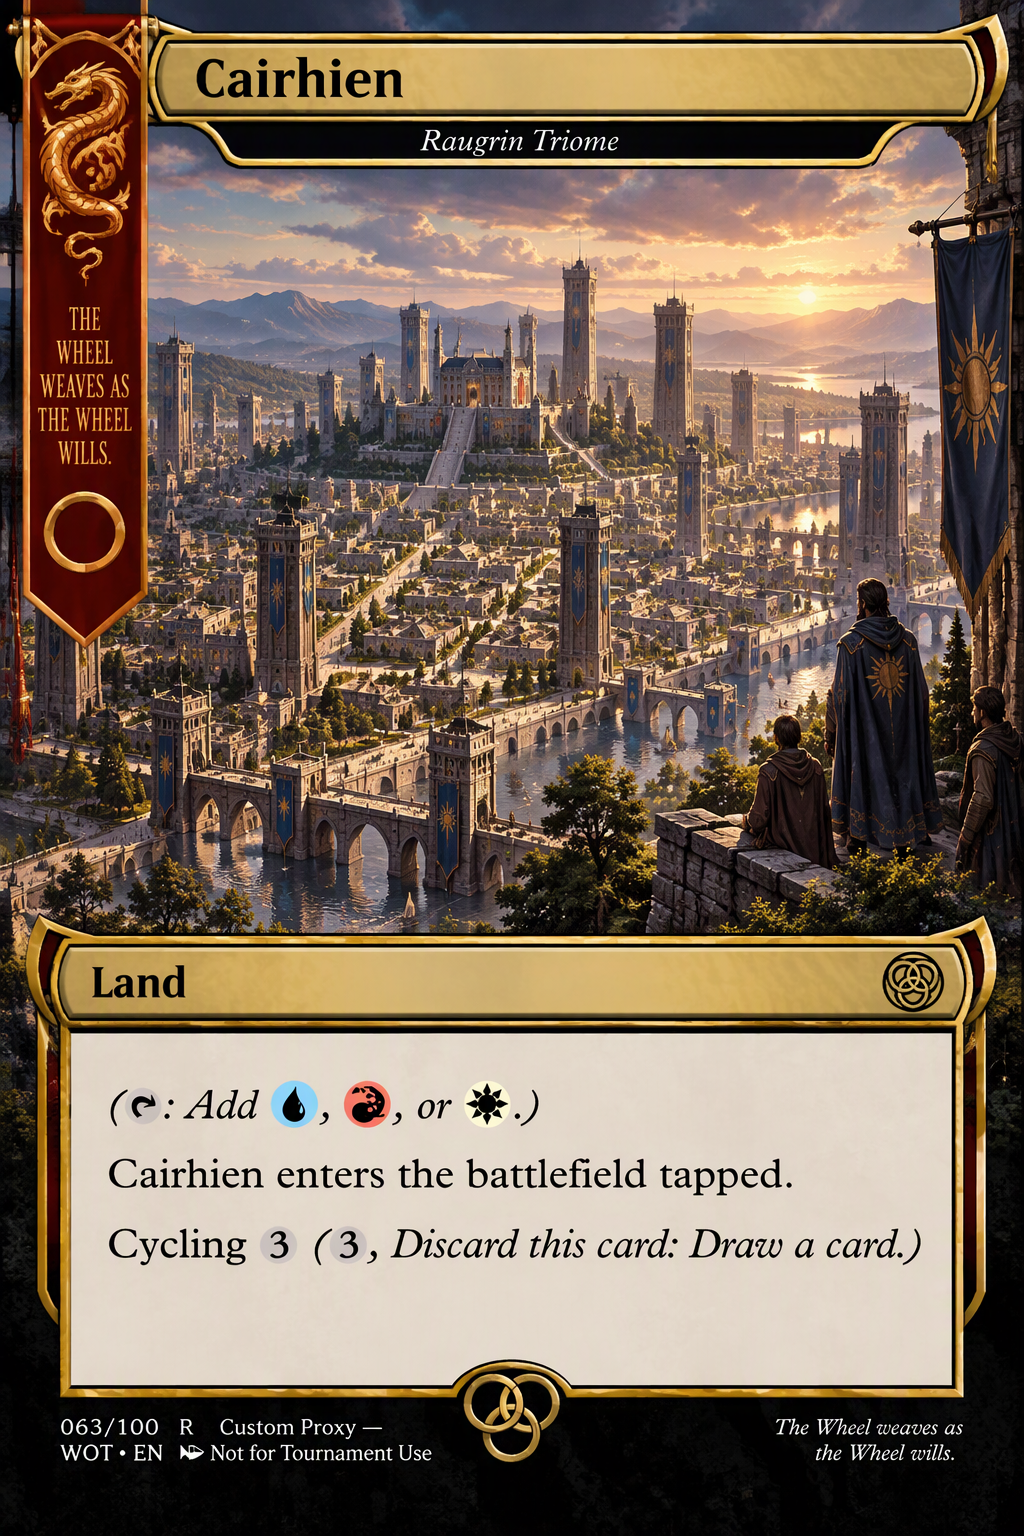 Cairhien
Raugrin Triome
THE
WHEEL
WEAVES AS
THE WHEEL
WILLS.
Land
(: Add , , or .)
Cairhien enters the battlefield tapped.
Cycling 3 (3, Discard this card: Draw a card.)
063/100 R Custom Proxy —
WOT • EN Not for Tournament Use
The Wheel weaves as
the Wheel wills.